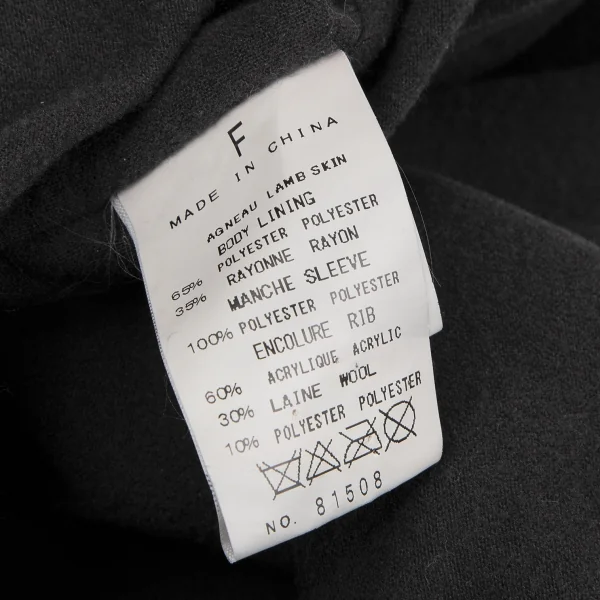 F
MADE IN CHINA
AGNEAU LAMB SKIN
BODY LINING
65% POLYESTER POLYESTER
35% RAYONNE RAYON
MANCHE SLEEVE
100% POLYESTER POLYESTER
ENCOLURE RIB
60% ACRYLIQUE ACRYLIC
30% LAINE WOOL
10% POLYESTER POLYESTER
NO. 81508